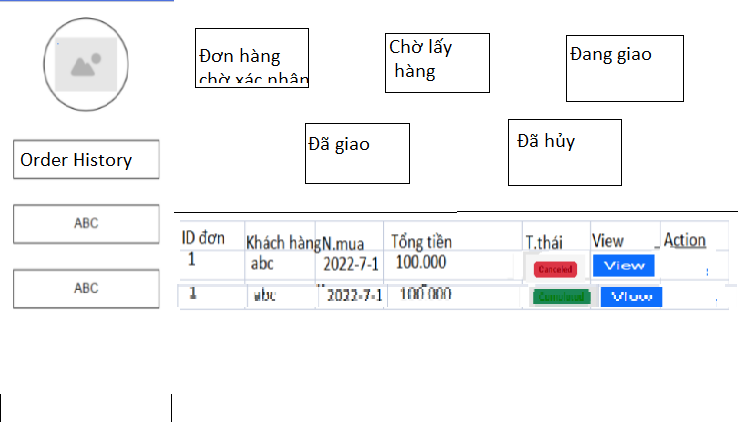 Đơn hàng
chờ xác nhận
Chờ lấy
hàng
Đang giao
Đã giao
Đã hủy
Order History
ABC
ABC
ID đơn Khách hàng N.mua Tổng tiền T.thái View Action
1 abc 2022-7-1 100.000 Canceled View
1 abc 2022-7-1 100.000 Completed View